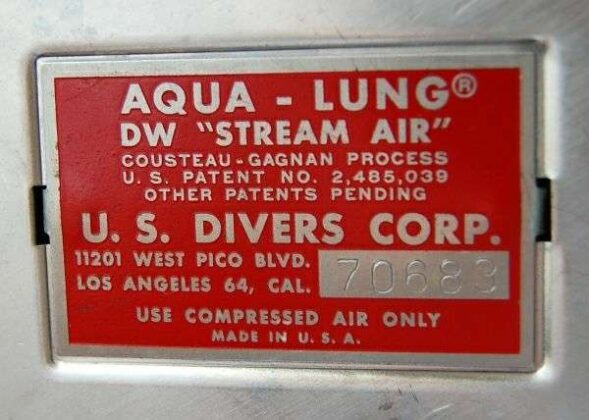 AQUA - LUNG®
DW "STREAM AIR"
COUSTEAU-GAGNAN PROCESS
U. S. PATENT NO. 2,485,039
OTHER PATENTS PENDING
U. S. DIVERS CORP.
11201 WEST PICO BLVD.
LOS ANGELES 64, CAL. 70683
USE COMPRESSED AIR ONLY
MADE IN U. S. A.